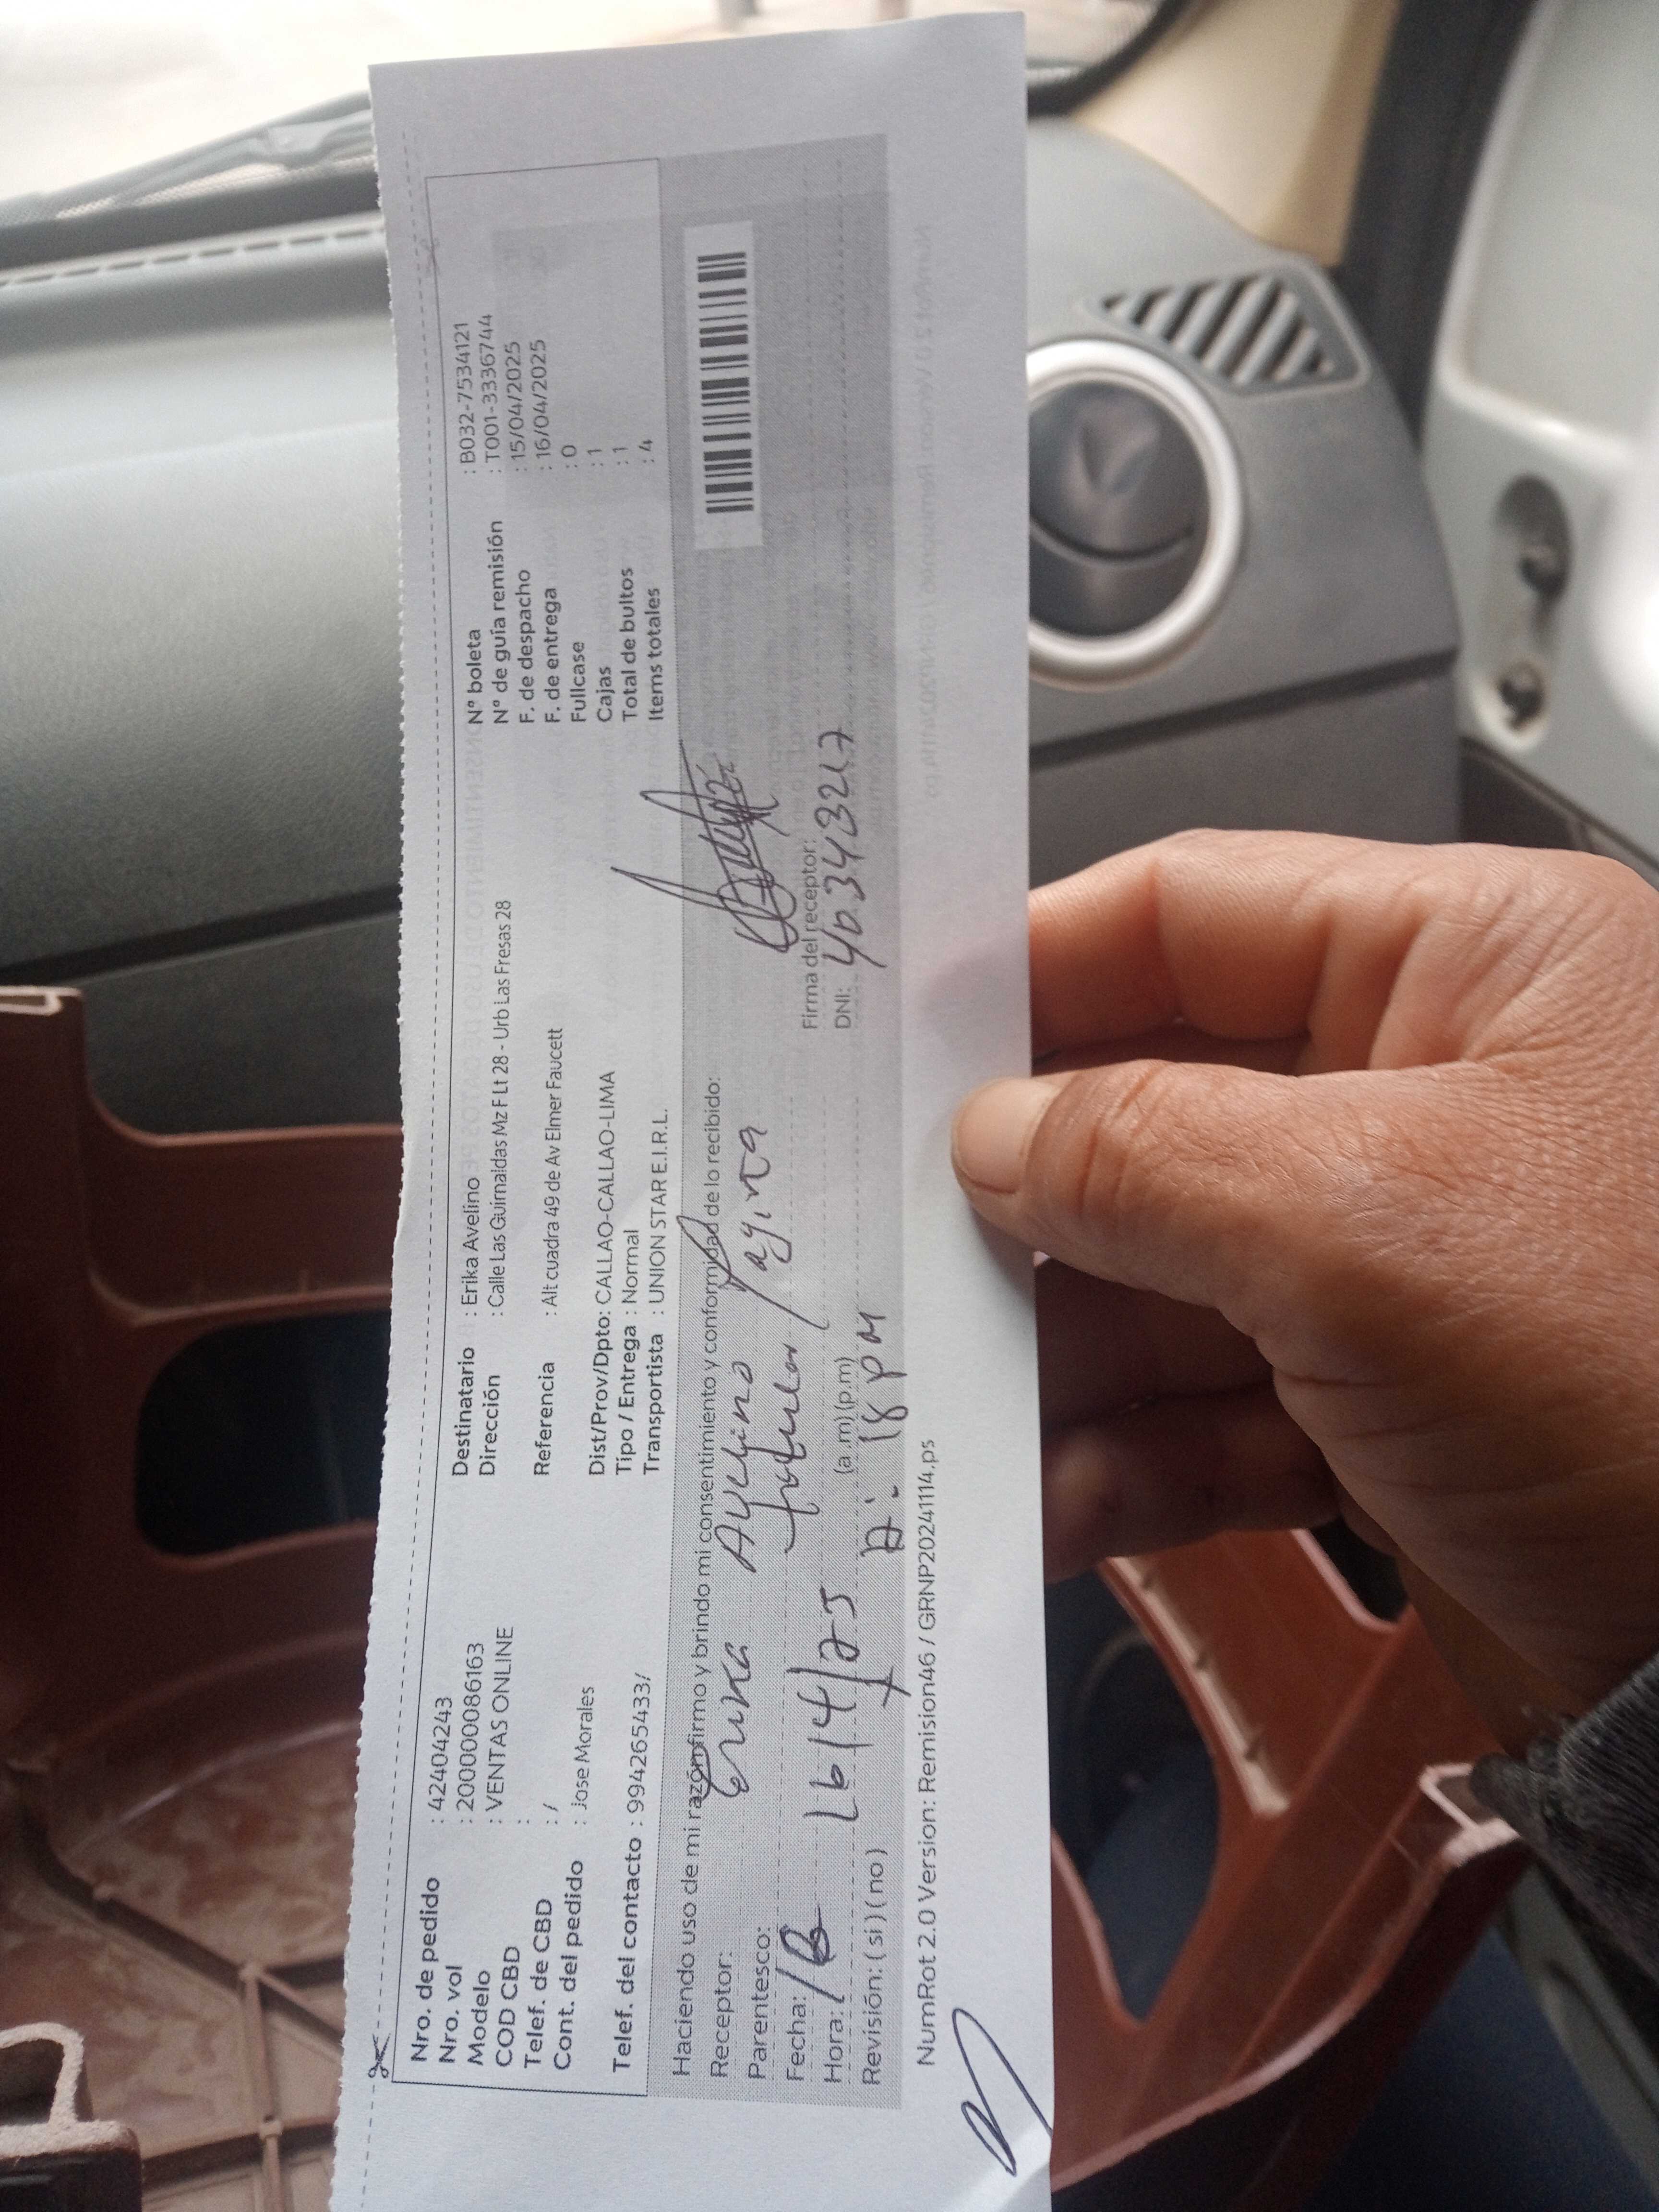 Nro. de pedido : 42404243
Nro. vol : 200000086163
Modelo : VENTAS ONLINE
COD CBD :
Telef. de CBD : /
Cont. del pedido : Jose Morales
Telef. del contacto : 994265433/
Destinatario : Erika Avelino
Dirección : Calle Las Guirnaldas Mz F Lt 28 - Urb Las Fresas 28
Referencia : Alt cuadra 49 de Av Elmer Faucett
Dist/Prov/Dpto: CALLAO-CALLAO-LIMA
Tipo / Entrega : Normal
Transportista : UNION STAR E.I.R.L.
N° boleta : B032-7534121
N° de guía remisión : T001-3336744
F. de despacho : 15/04/2025
F. de entrega : 16/04/2025
Fullcase : 0
Cajas : 1
Total de bultos : 1
Items totales : 4
Haciendo uso de mi razón firmo y brindo mi consentimiento y conformidad de lo recibido:
Receptor: Erika Avelino
Parentesco: titular
Fecha: 16/4/25
Hora: (a.m) (p.m)
Revisión: (si) (no) 12:18 pm
Firma del receptor:
DNI:
NumRot 2.0 Version: Remision46 / GRNP20241114.ps